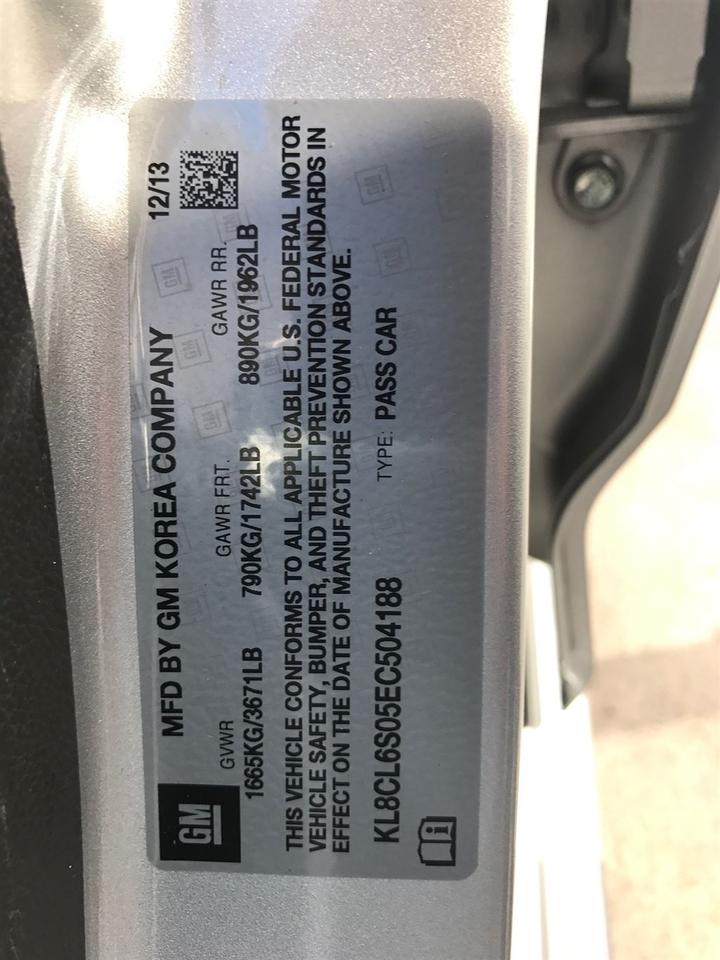 MFD BY GM KOREA COMPANY 12/13
GM
GVWR GAWR FRT. GAWR RR.
1665KG/3671LB 790KG/1742LB 890KG/1962LB
THIS VEHICLE CONFORMS TO ALL APPLICABLE U.S. FEDERAL MOTOR
VEHICLE SAFETY, BUMPER, AND THEFT PREVENTION STANDARDS IN
EFFECT ON THE DATE OF MANUFACTURE SHOWN ABOVE.
KL8CL6S05EC504188 TYPE: PASS CAR